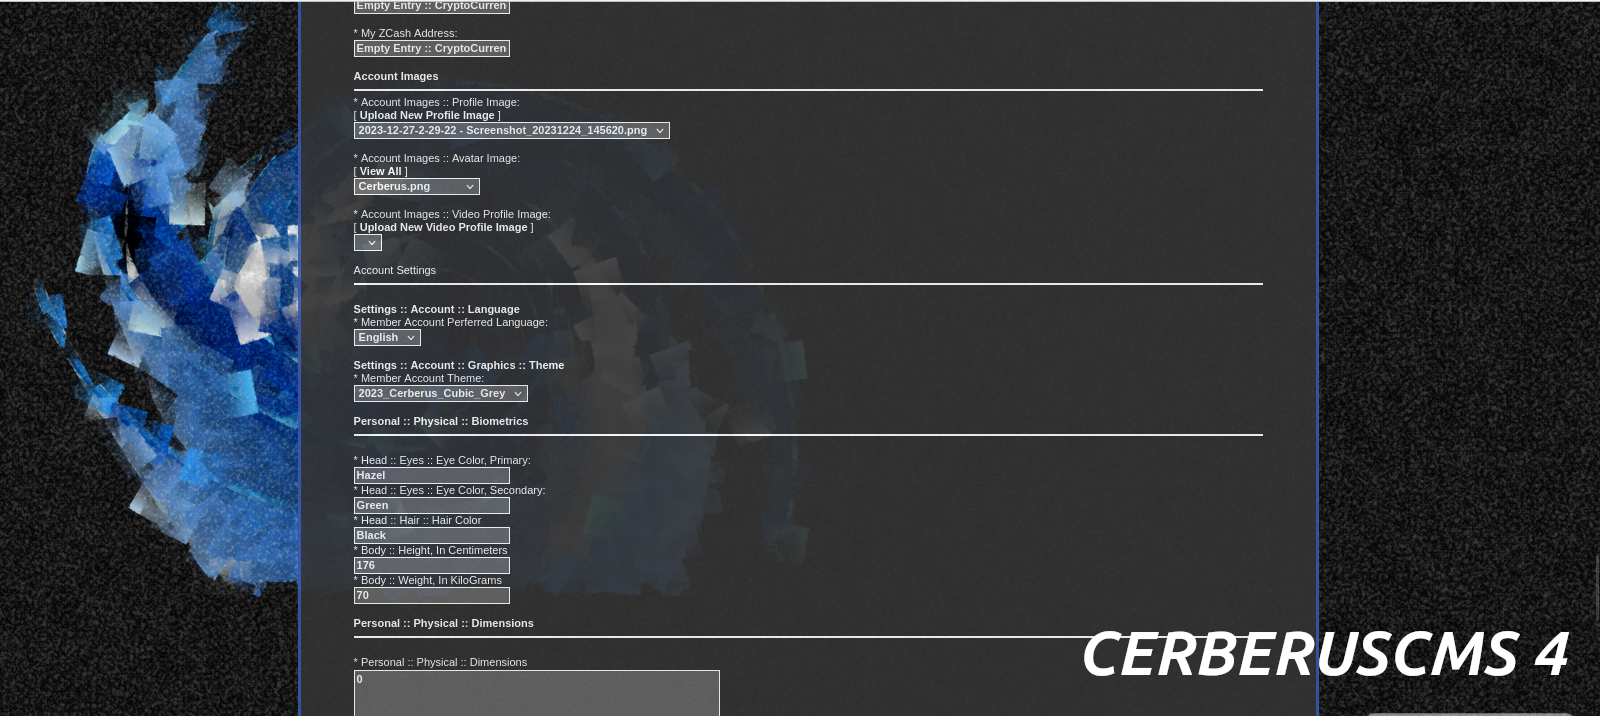 Empty Entry :: CryptoCurren
* My ZCash Address:
Empty Entry :: CryptoCurren
Account Images
* Account Images :: Profile Image:
[ Upload New Profile Image ]
2023-12-27-2-29-22 - Screenshot_20231224_145620.png
* Account Images :: Avatar Image:
[ View All ]
Cerberus.png
* Account Images :: Video Profile Image:
[ Upload New Video Profile Image ]
Account Settings
Settings :: Account :: Language
* Member Account Perferred Language:
English
Settings :: Account :: Graphics :: Theme
* Member Account Theme:
2023_Cerberus_Cubic_Grey
Personal :: Physical :: Biometrics
* Head :: Eyes :: Eye Color, Primary:
Hazel
* Head :: Eyes :: Eye Color, Secondary:
Green
* Head :: Hair :: Hair Color
Black
* Body :: Height, In Centimeters
176
* Body :: Weight, In KiloGrams
70
Personal :: Physical :: Dimensions
* Personal :: Physical :: Dimensions
0
CERBERUSCMS 4